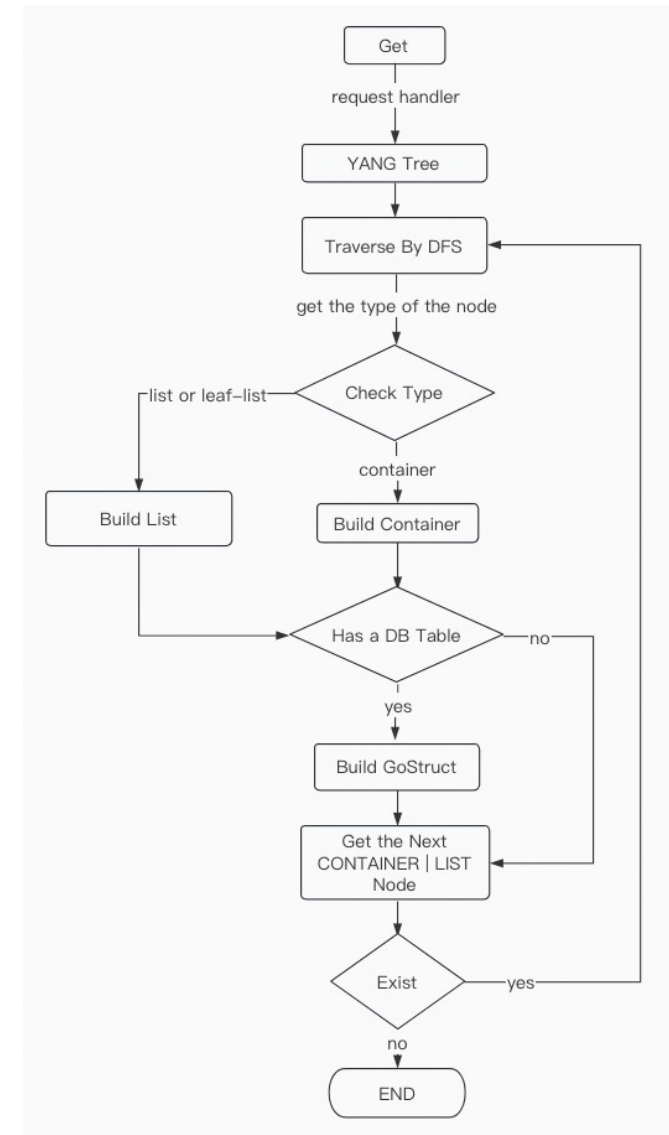 Get
request handler
YANG Tree
Traverse By DFS
get the type of the node
Check Type
list or leaf-list
container
Build List
Build Container
Has a DB Table
no
yes
Build GoStruct
Get the Next
CONTAINER | LIST
Node
Exist
yes
no
END